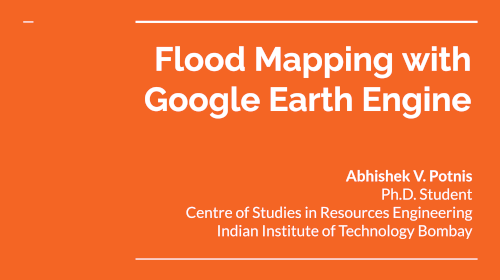 Flood Mapping with
Google Earth Engine
Abhishek V. Potnis
Ph.D. Student
Centre of Studies in Resources Engineering
Indian Institute of Technology Bombay